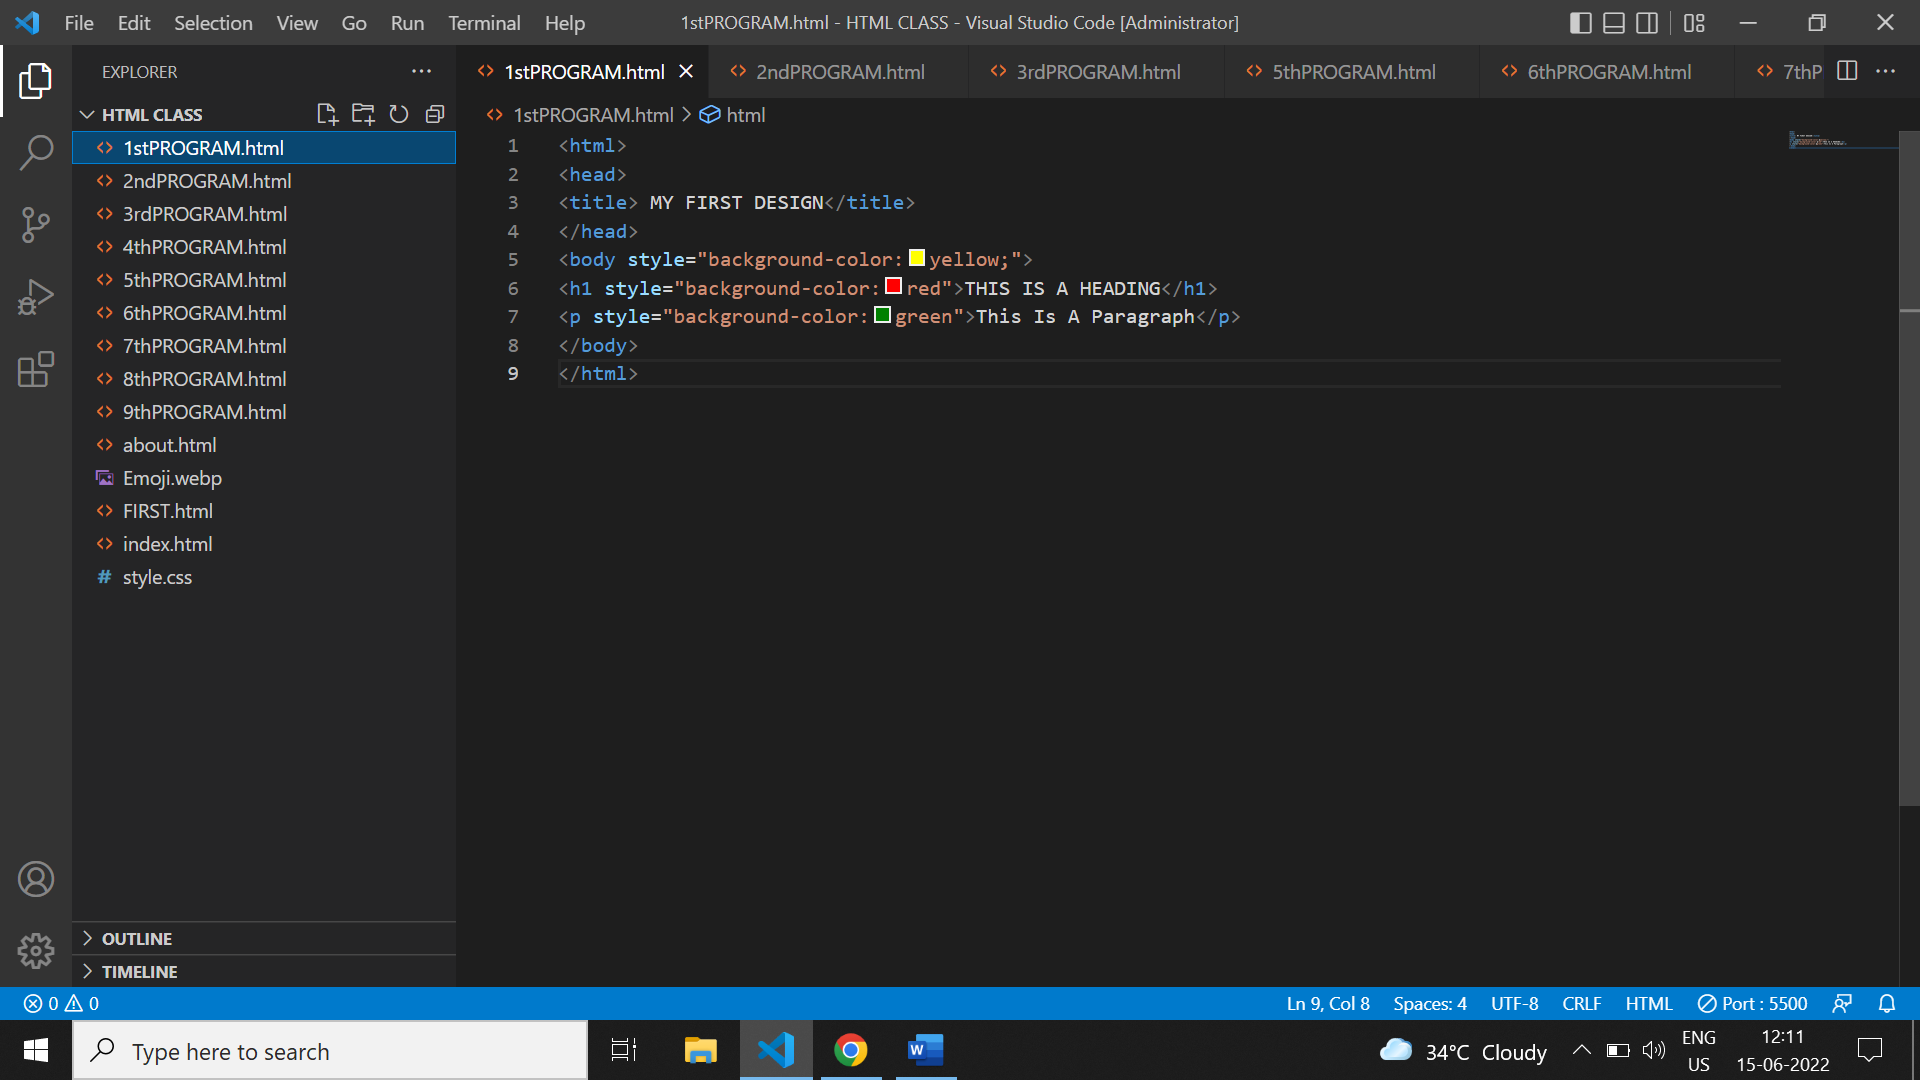 File Edit Selection View Go Run Terminal Help 1stPROGRAM.html - HTML CLASS - Visual Studio Code [Administrator]
EXPLORER
1stPROGRAM.html 2ndPROGRAM.html 3rdPROGRAM.html 5thPROGRAM.html 6thPROGRAM.html 7thP
HTML CLASS
1stPROGRAM.html
2ndPROGRAM.html
3rdPROGRAM.html
4thPROGRAM.html
5thPROGRAM.html
6thPROGRAM.html
7thPROGRAM.html
8thPROGRAM.html
9thPROGRAM.html
about.html
Emoji.webp
FIRST.html
index.html
# style.css
OUTLINE
TIMELINE
1stPROGRAM.html > html
1 <html>
2 <head>
3 <title> MY FIRST DESIGN</title>
4 </head>
5 <body style="background-color:yellow;">
6 <h1 style="background-color:red">THIS IS A HEADING</h1>
7 <p style="background-color:green">This Is A Paragraph</p>
8 </body>
9 </html>
0 0 Ln 9, Col 8 Spaces: 4 UTF-8 CRLF HTML Port : 5500
Type here to search
W
34°C Cloudy
ENG
US
12:11
15-06-2022